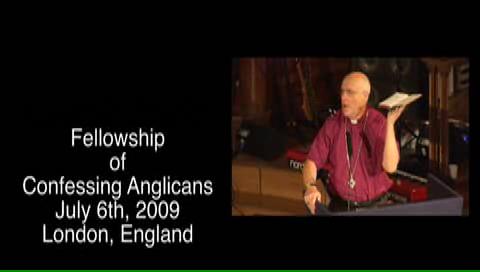 Fellowship
of
Confessing Anglicans
July 6th, 2009
London, England